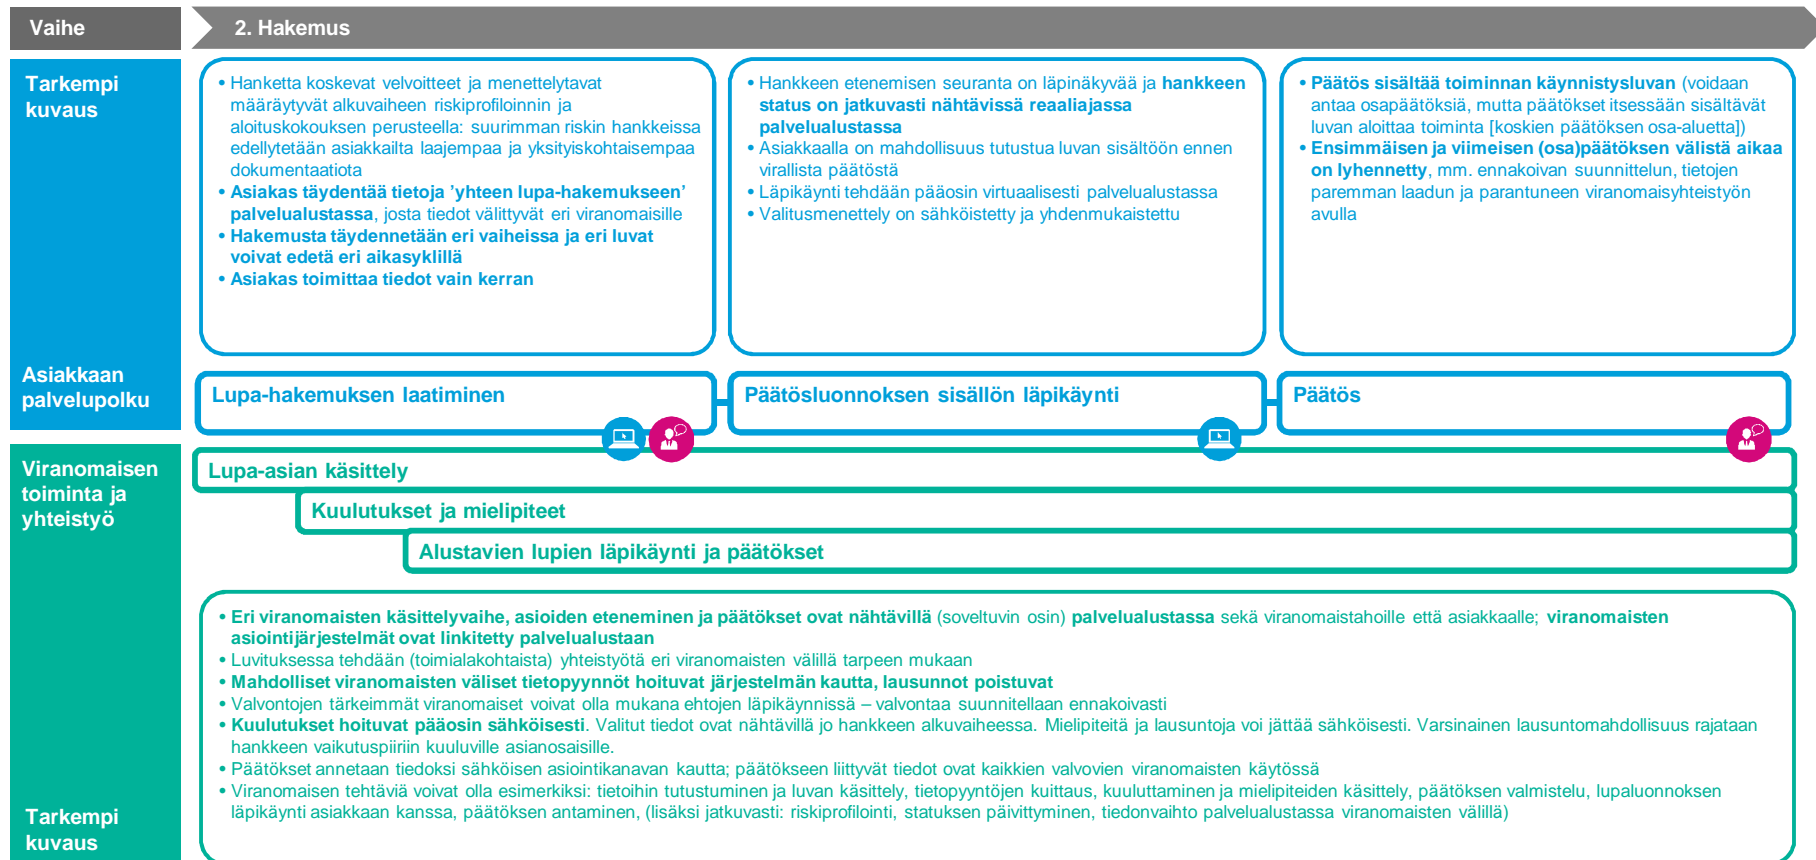 Vaihe
2. Hakemus
Tarkempi
kuvaus
• Hanketta koskevat velvoitteet ja menettelytavat
määräytyvät alkuvaiheen riskiprofiloinnin ja
aloituskokouksen perusteella: suurimman riskin hankkeissa
edellytetään asiakkailta laajempaa ja yksityiskohtaisempaa
dokumentaatiota
• Asiakas täydentää tietoja ’yhteen lupa-hakemukseen’
palvelualustassa, josta tiedot välittyvät eri viranomaisille
• Hakemusta täydennetään eri vaiheissa ja eri luvat
voivat edetä eri aikasyklillä
• Asiakas toimittaa tiedot vain kerran
• Hankkeen etenemisen seuranta on läpinäkyvää ja hankkeen
status on jatkuvasti nähtävissä reaaliajassa
palvelualustassa
• Asiakkaalla on mahdollisuus tutustua luvan sisältöön ennen
virallista päätöstä
• Läpikäynti tehdään pääosin virtuaalisesti palvelualustassa
• Valitusmenettely on sähköistetty ja yhdenmukaistettu
• Päätös sisältää toiminnan käynnistysluvan (voidaan
antaa osapäätöksiä, mutta päätökset itsessään sisältävät
luvan aloittaa toiminta [koskien päätöksen osa-aluetta])
• Ensimmäisen ja viimeisen (osa)päätöksen välistä aikaa
on lyhennetty, mm. ennakoivan suunnittelun, tietojen
paremman laadun ja parantuneen viranomaisyhteistyön
avulla
Asiakkaan
palvelupolku
Lupa-hakemuksen laatiminen
Päätösluonnoksen sisällön läpikäynti
Päätös
Viranomaisen
toiminta ja
yhteistyö
Lupa-asian käsittely
Kuulutukset ja mielipiteet
Alustavien lupien läpikäynti ja päätökset
• Eri viranomaisten käsittelyvaihe, asioiden eteneminen ja päätökset ovat nähtävillä (soveltuvin osin) palvelualustassa sekä viranomaistahoille että asiakkaalle; viranomaisten
asiointijärjestelmät ovat linkitetty palvelualustaan
• Luvituksessa tehdään (toimialakohtaista) yhteistyötä eri viranomaisten välillä tarpeen mukaan
• Mahdolliset viranomaisten väliset tietopyynnöt hoituvat järjestelmän kautta, lausunnot poistuvat
• Valvontojen tärkeimmät viranomaiset voivat olla mukana ehtojen läpikäynnissä – valvontaa suunnitellaan ennakoivasti
• Kuulutukset hoituvat pääosin sähköisesti. Valitut tiedot ovat nähtävillä jo hankkeen alkuvaiheessa. Mielipiteitä ja lausuntoja voi jättää sähköisesti. Varsinainen lausuntomahdollisuus rajataan
hankkeen vaikutuspiiriin kuuluville asianosaisille.
• Päätökset annetaan tiedoksi sähköisen asiointikanavan kautta; päätökseen liittyvät tiedot ovat kaikkien valvovien viranomaisten käytössä
• Viranomaisen tehtäviä voivat olla esimerkiksi: tietoihin tutustuminen ja luvan käsittely, tietopyyntöjen kuittaus, kuuluttaminen ja mielipiteiden käsittely, päätöksen valmistelu, lupaluonnoksen
läpikäynti asiakkaan kanssa, päätöksen antaminen, (lisäksi jatkuvasti: riskiprofilointi, statuksen päivittyminen, tiedonvaihto palvelualustassa viranomaisten välillä)
Tarkempi
kuvaus